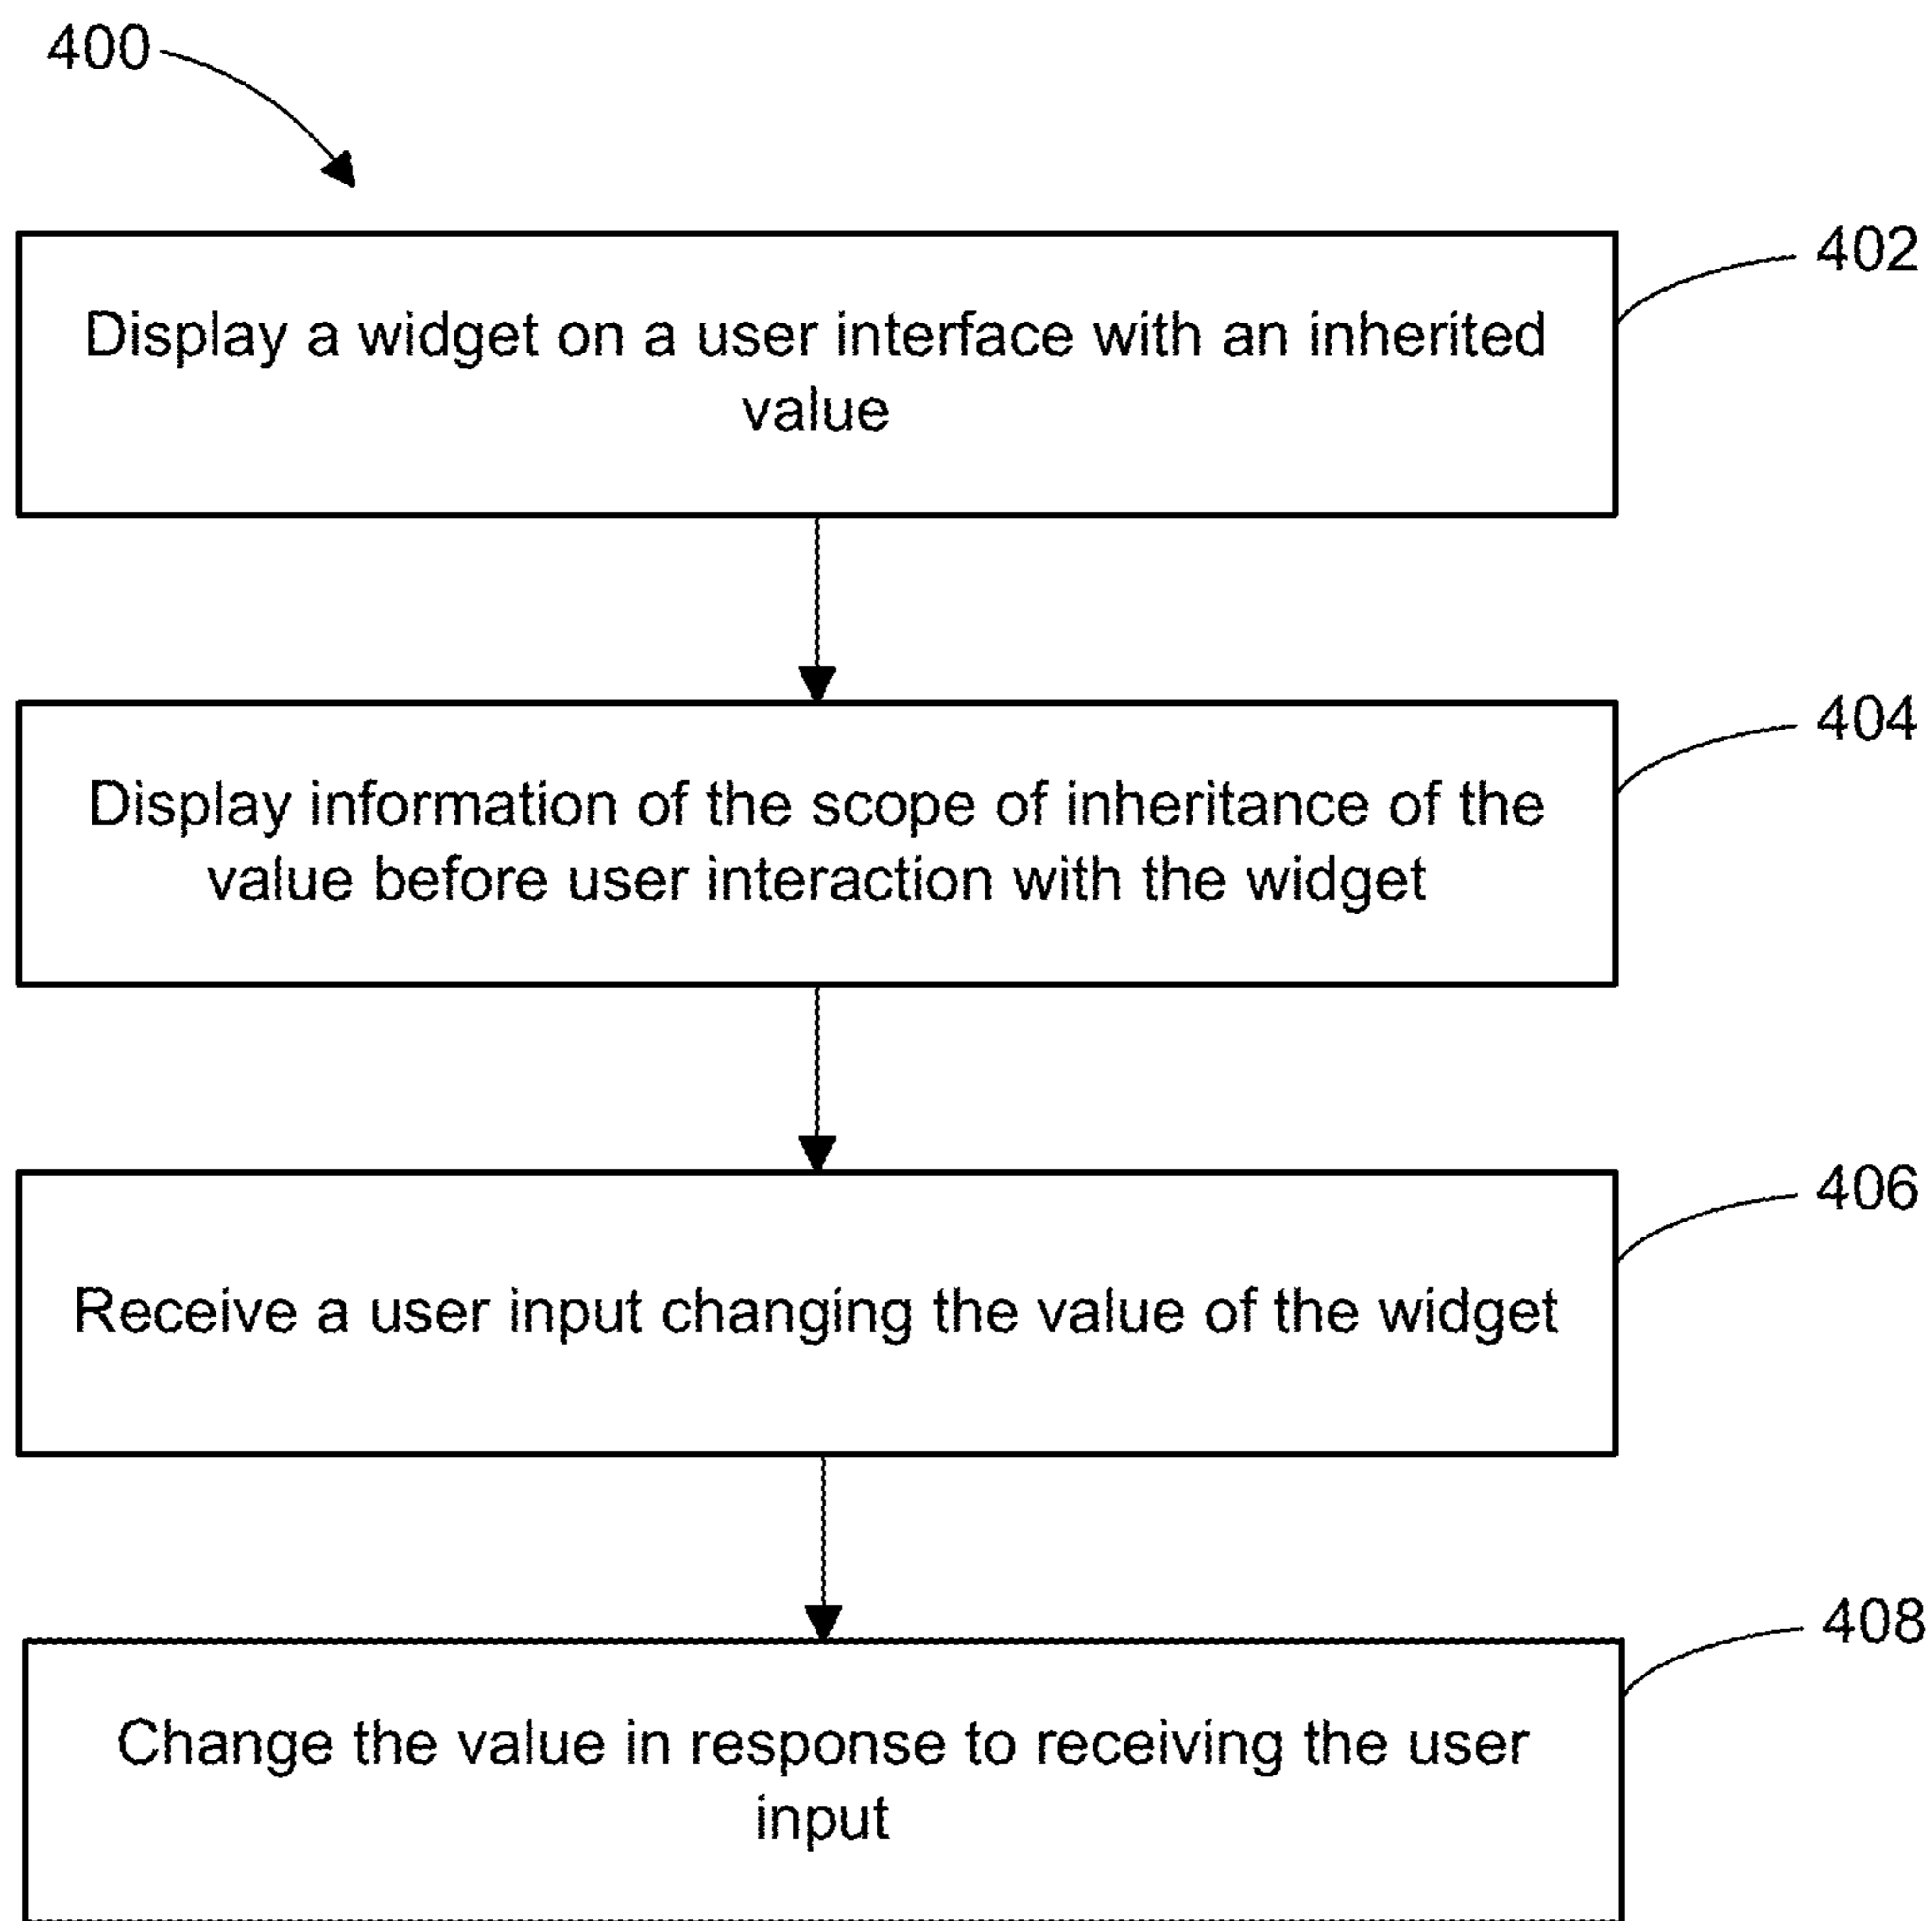 400
402
Display a widget on a user interface with an inherited
value
404
Display information of the scope of inheritance of the
value before user interaction with the widget
406
Receive a user input changing the value of the widget
408
Change the value in response to receiving the user
input